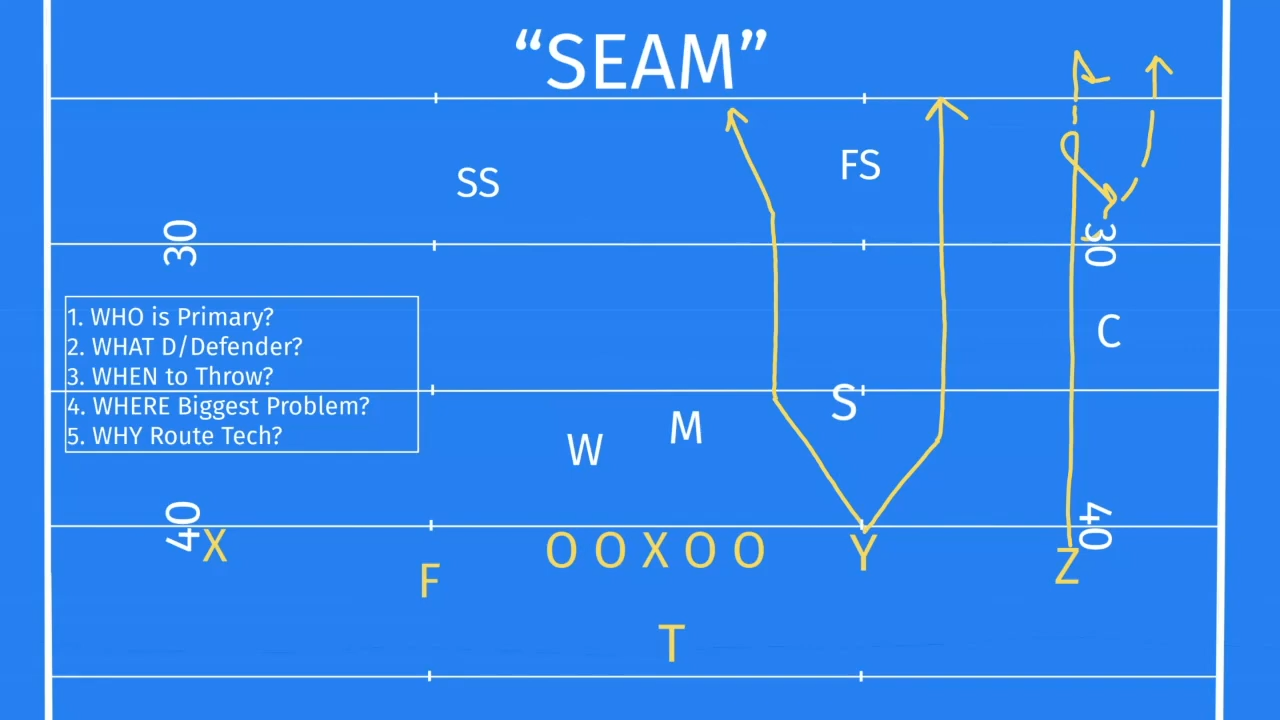 “SEAM”
SS
FS
30
30
1. WHO is Primary?
2. WHAT D/Defender?
3. WHEN to Throw?
4. WHERE Biggest Problem?
5. WHY Route Tech?
C
S
M
W
40
40
X
F
O O X O O
Y
Z
T